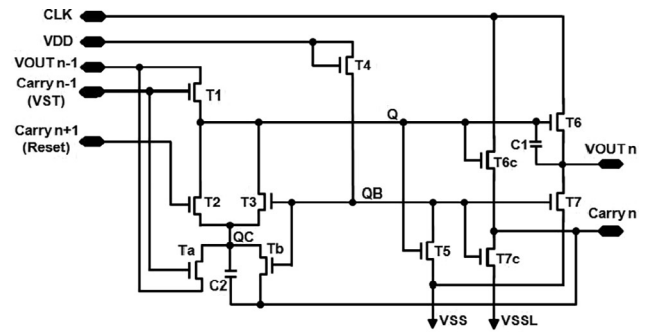 CLK
VDD
VOUT n-1
Carry n-1
(VST)
Carry n+1
(Reset)
T4
T1
Q
T6
C1
T6c
VOUT n
T2
T3
QB
T7
Carry n
QC
Ta
Tb
C2
T5
T7c
VSS
VSSL